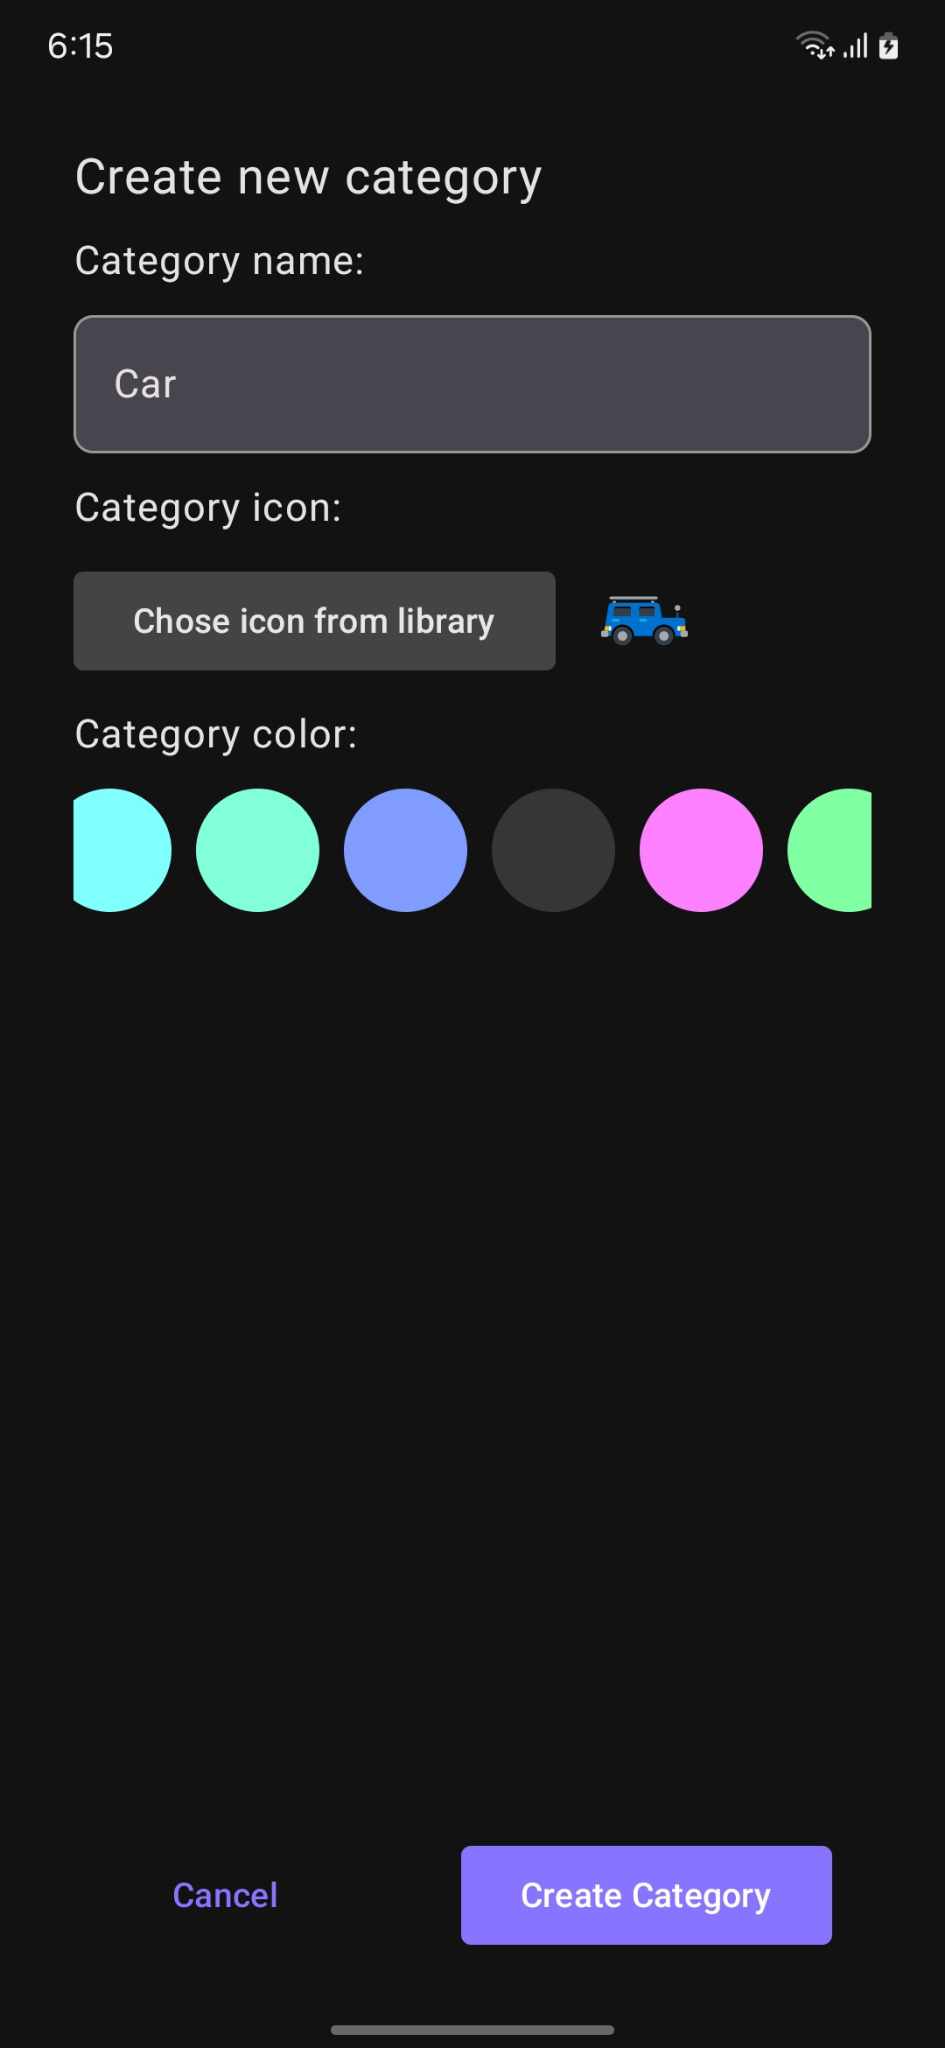 6:15
Create new category
Category name:
Car
Category icon:
Chose icon from library
Category color:
Cancel
Create Category